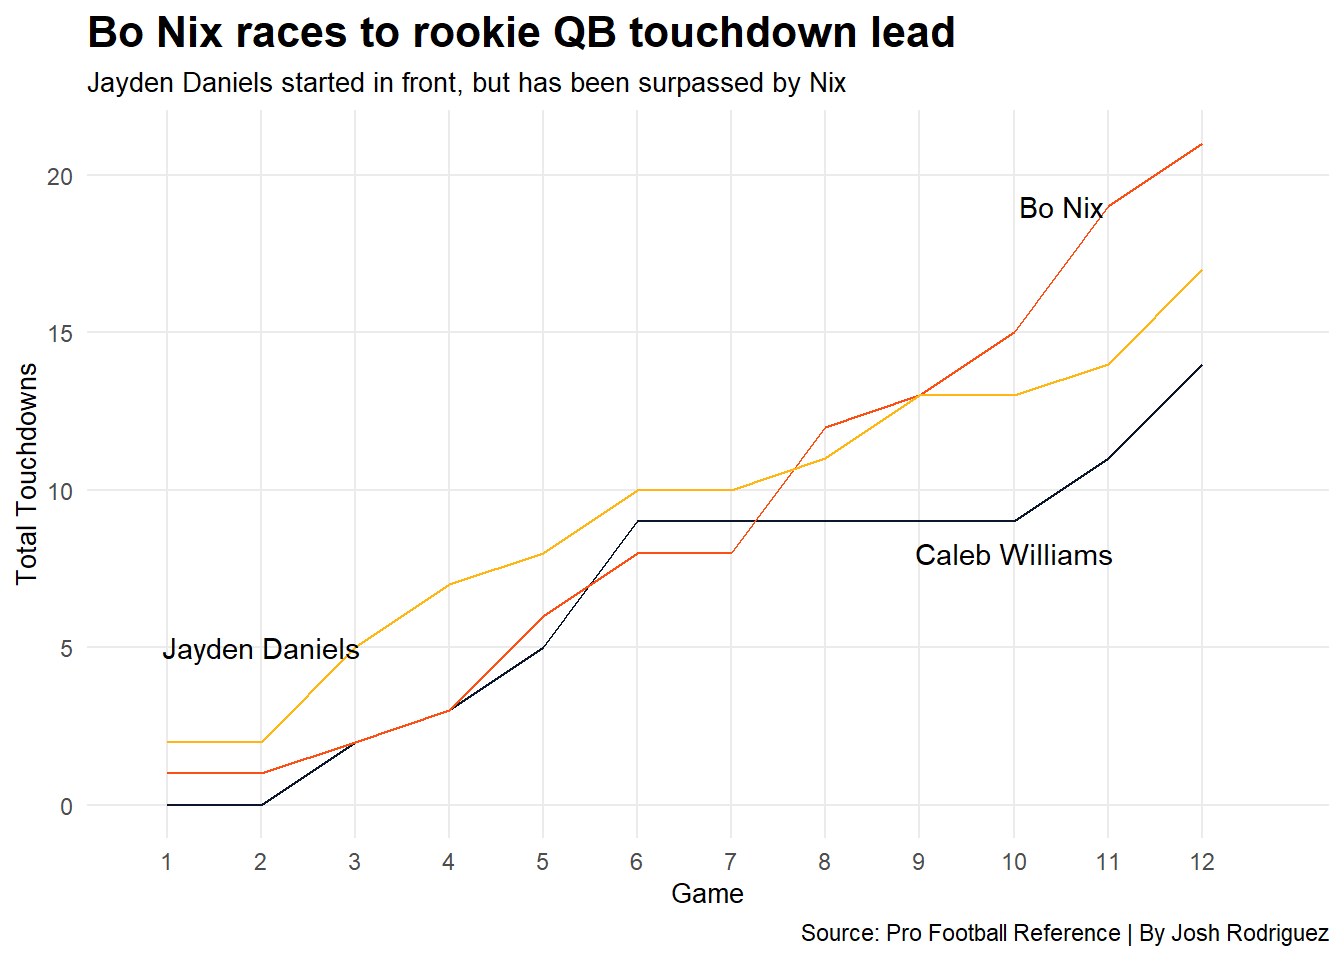 Bo Nix races to rookie QB touchdown lead
Jayden Daniels started in front, but has been surpassed by Nix
Total Touchdowns
20
15
10
5
0
Bo Nix
Caleb Williams
Jayden Daniels
1 2 3 4 5 6 7 8 9 10 11 12
Game
Source: Pro Football Reference | By Josh Rodriguez